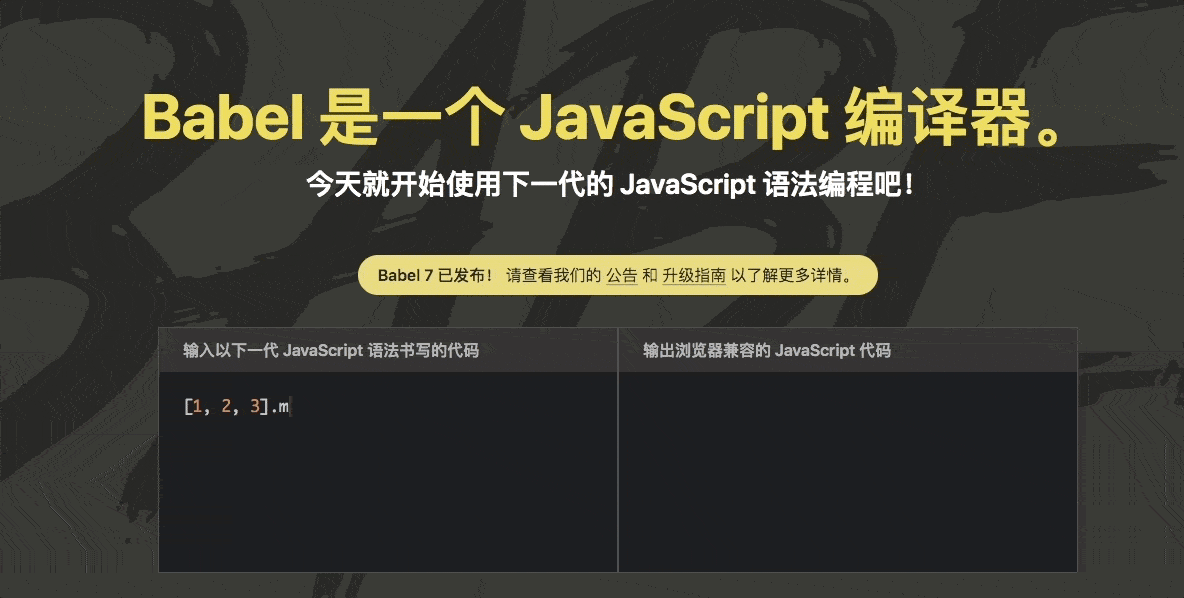 Babel 是一个 JavaScript 编译器。
今天就开始使用下一代的 JavaScript 语法编程吧！
Babel 7 已发布！ 请查看我们的 公告 和 升级指南 以了解更多详情。
输入以下一代 JavaScript 语法书写的代码
输出浏览器兼容的 JavaScript 代码
[1, 2, 3].m